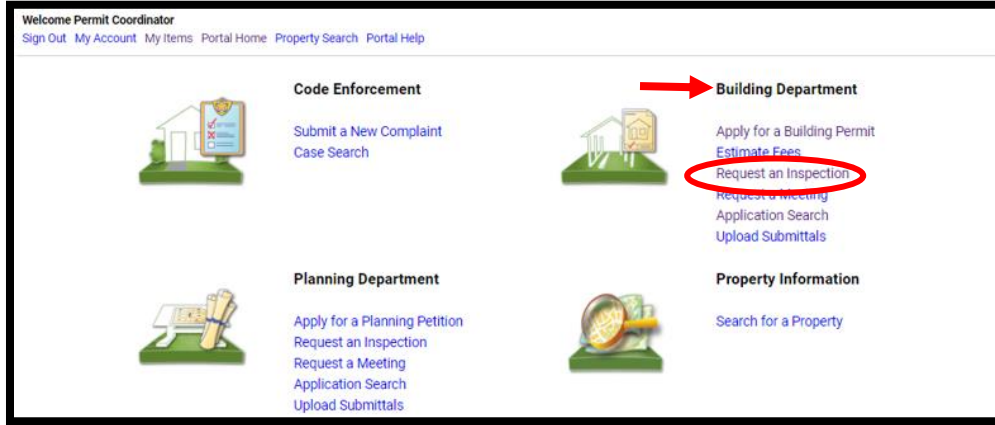 Welcome Permit Coordinator
Sign Out My Account My Items Portal Home Property Search Portal Help
Code Enforcement
Submit a New Complaint
Case Search
Building Department
Apply for a Building Permit
Estimate Fees
Request an Inspection
Request a Meeting
Application Search
Upload Submittals
Planning Department
Apply for a Planning Petition
Request an Inspection
Request a Meeting
Application Search
Upload Submittals
Property Information
Search for a Property